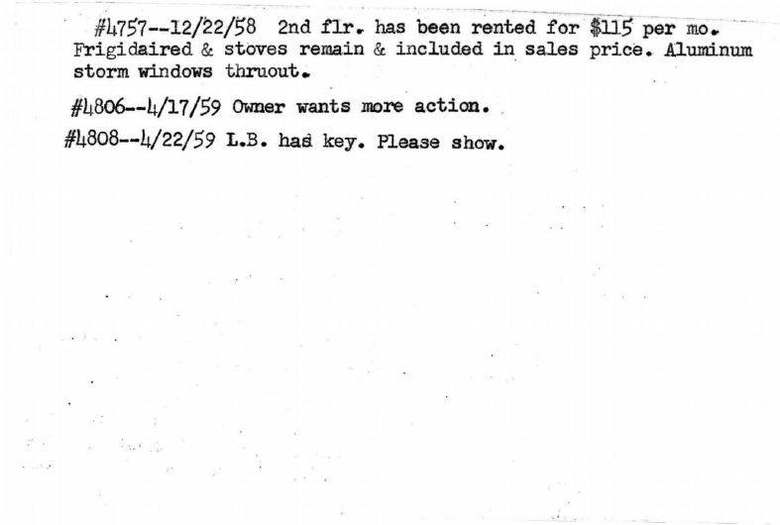 #4757--12/22/58 2nd flr. has been rented for $115 per mo.
Frigidaired & stoves remain & included in sales price. Aluminum
storm windows thruout.
#4806--4/17/59 Owner wants more action.
#4808--4/22/59 L.B. had key. Please show.